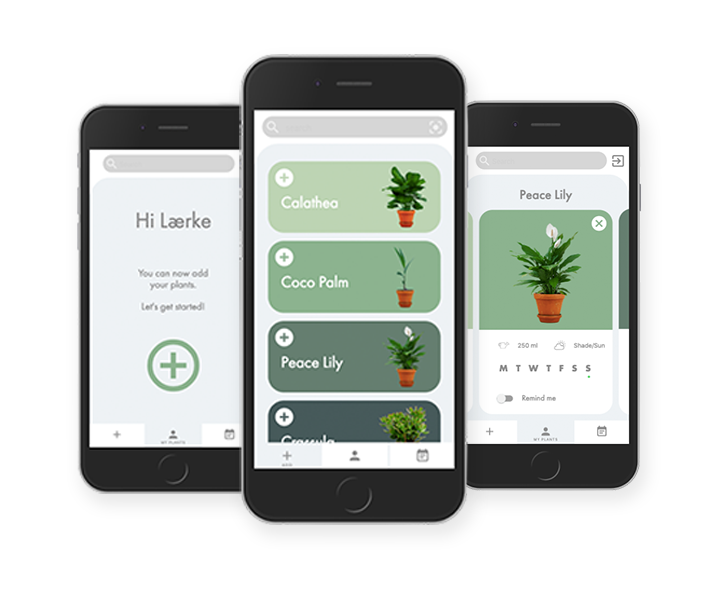 Hi Lærke
You can now add
your plants.
Let's get started!
MY PLANTS
Calathea
Coco Palm
Peace Lily
Crassula
Peace Lily
250 ml
Shade/Sun
M T W T F S S
Remind me
MY PLANTS